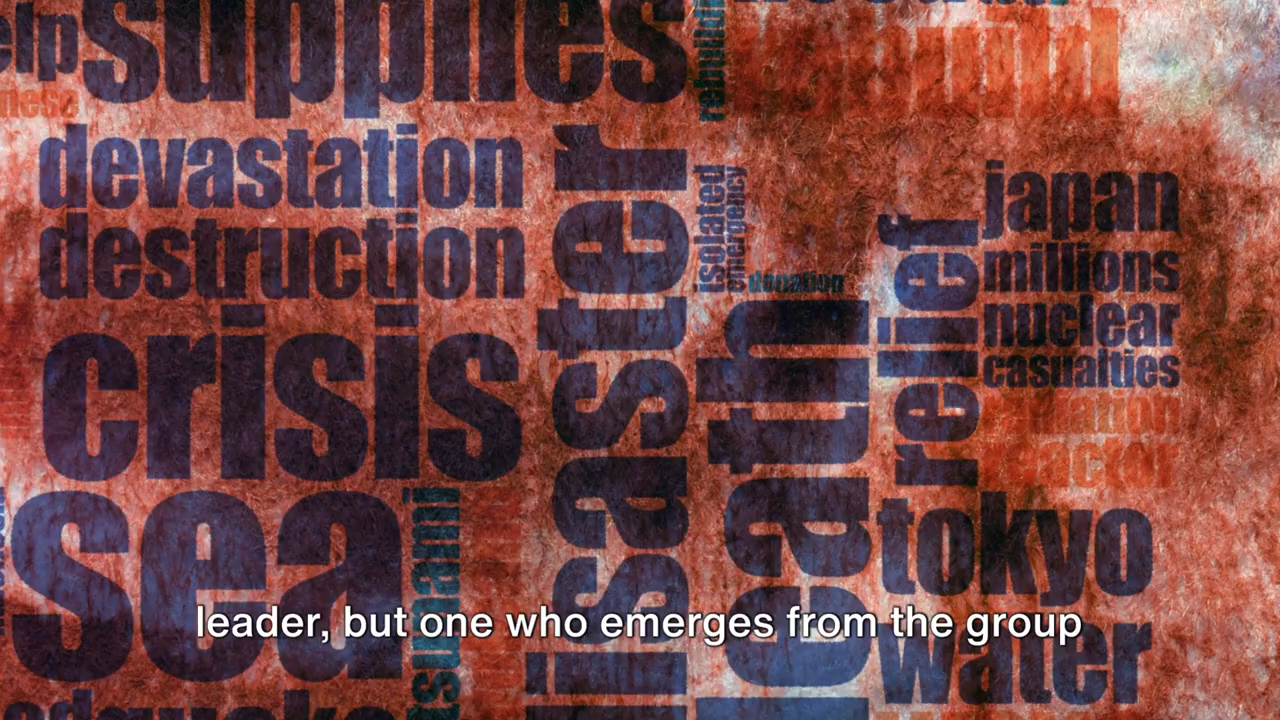 supplies
rebuild
devastation
destruction
crisis
sea
tsunami
disaster
isolated
emergency
donation
death
relief
japan
millions
nuclear
casualties
tokyo
water
leader, but one who emerges from the group